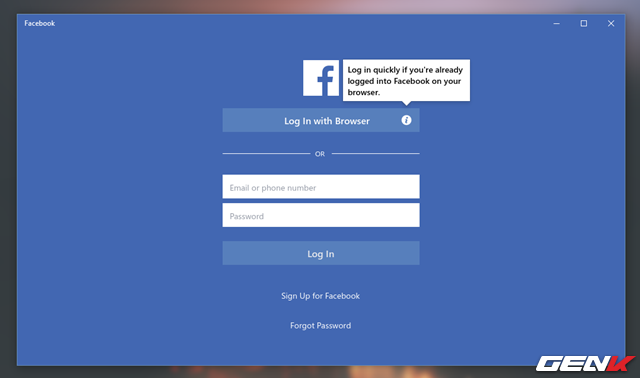 Facebook
f
Log in quickly if you're already
logged into Facebook on your
browser.
Log In with Browser
i
OR
Email or phone number
Password
Log In
Sign Up for Facebook
Forgot Password
GENK